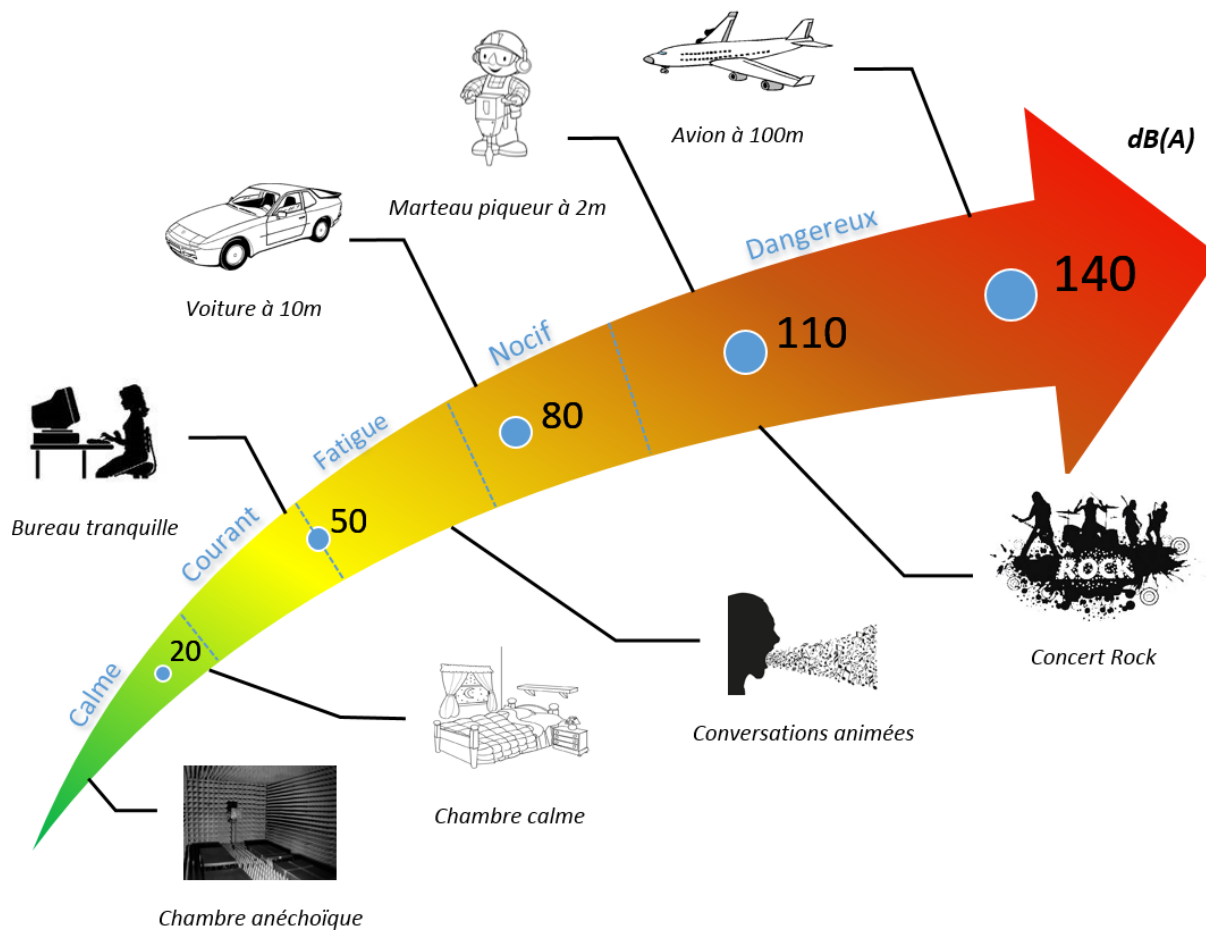 Avion à 100m
dB(A)
Marteau piqueur à 2m
Dangereux
140
Voiture à 10m
110
Nocif
80
Fatigue
Bureau tranquille
50
Courant
ROCK
20
Concert Rock
Calme
Conversations animées
Chambre calme
Chambre anéchoïque